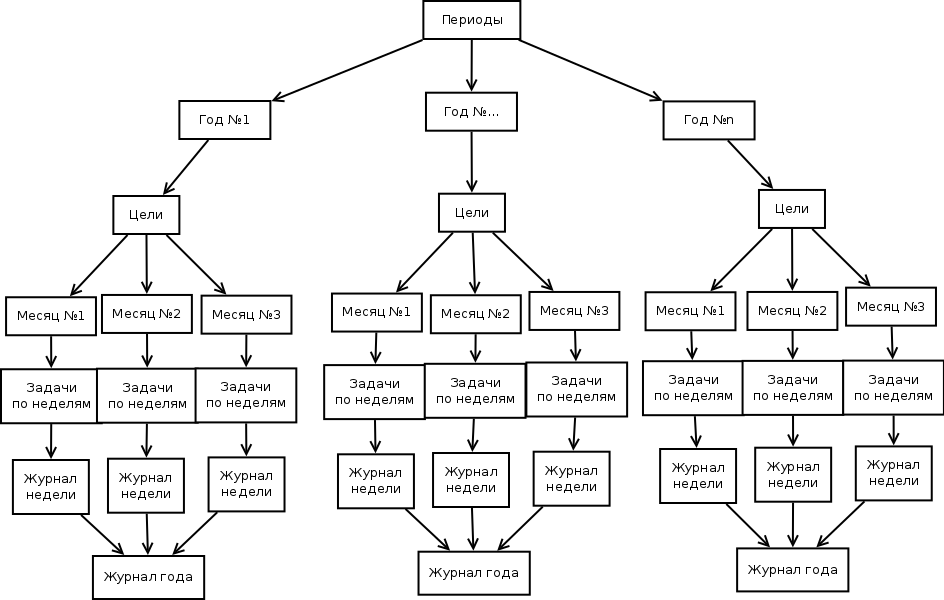 Периоды
Год №1
Год №...
Год №n
Цели
Цели
Цели
Месяц №1
Месяц №2
Месяц №3
Месяц №1
Месяц №2
Месяц №3
Месяц №1
Месяц №2
Месяц №3
Задачи
по неделям
Задачи
по неделям
Задачи
по неделям
Задачи
по неделям
Задачи
по неделям
Задачи
по неделям
Задачи
по неделям
Задачи
по неделям
Задачи
по неделям
Журнал
недели
Журнал
недели
Журнал
недели
Журнал
недели
Журнал
недели
Журнал
недели
Журнал
недели
Журнал
недели
Журнал
недели
Журнал года
Журнал года
Журнал года